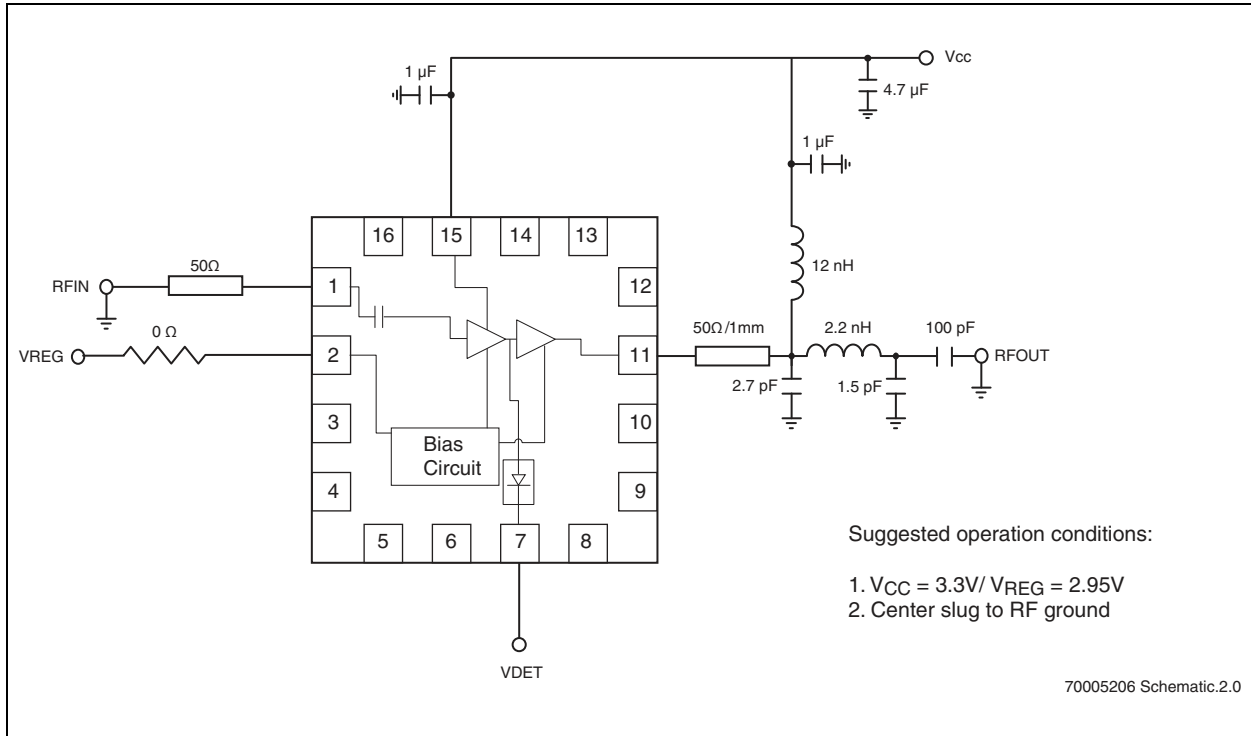 Vcc
1 µF
4.7 µF
1 µF
16 15 14 13
50Ω
RFIN
1
12
12 nH
0 Ω
VREG
2
11
50Ω/1mm
2.2 nH
100 pF
RFOUT
2.7 pF
1.5 pF
3
10
Bias
Circuit
4
9
5 6 7 8
VDET
Suggested operation conditions:
1. VCC = 3.3V/ VREG = 2.95V
2. Center slug to RF ground
70005206 Schematic.2.0